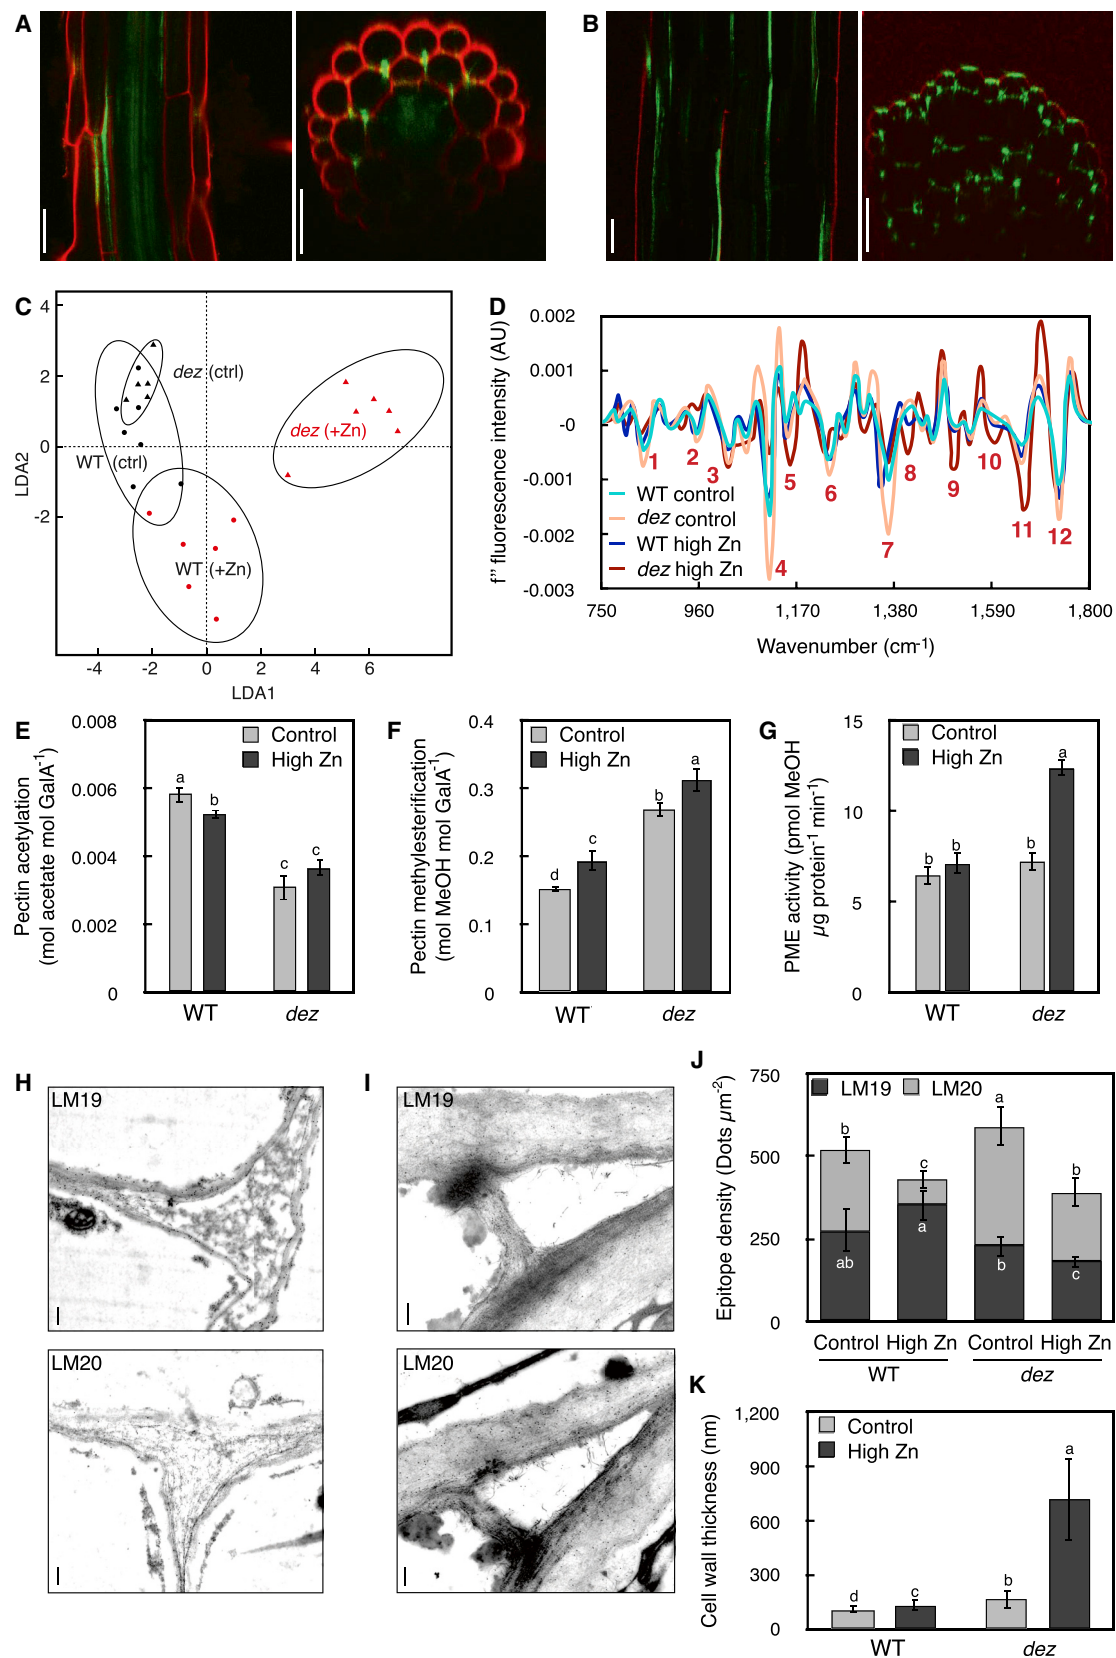 A
B
C
4
2
0
-2
LDA2
dez (ctrl)
WT (ctrl)
dez (+Zn)
WT (+Zn)
-4 -2 0 2 4 6
LDA1
D
f'' fluorescence intensity (AU)
0.002
0.001
-0
-0.001
-0.002
-0.003
1 2 3 4 5 6 7 8 9 10 11 12
WT control
dez control
WT high Zn
dez high Zn
750 960 1,170 1,380 1,590 1,800
Wavenumber (cm-1)
E
Pectin acetylation
(mol acetate mol GalA-1)
0.008
0.006
0.004
0.002
0
Control
High Zn
a b c c
WT dez
F
Pectin methylesterification
(mol MeOH mol GalA-1)
0.4
0.3
0.2
0.1
0
Control
High Zn
d c b a
WT dez
G
PME activity (pmol MeOH
µg protein-1 min-1)
15
10
5
0
Control
High Zn
b b b a
WT dez
H
LM19
LM20
I
LM19
LM20
J
Epitope density (Dots µm-2)
750
500
250
0
LM19 LM20
b c a b
ab a b c
Control High Zn Control High Zn
WT dez
K
Cell wall thickness (nm)
1,200
900
600
300
0
Control
High Zn
d c b a
WT dez